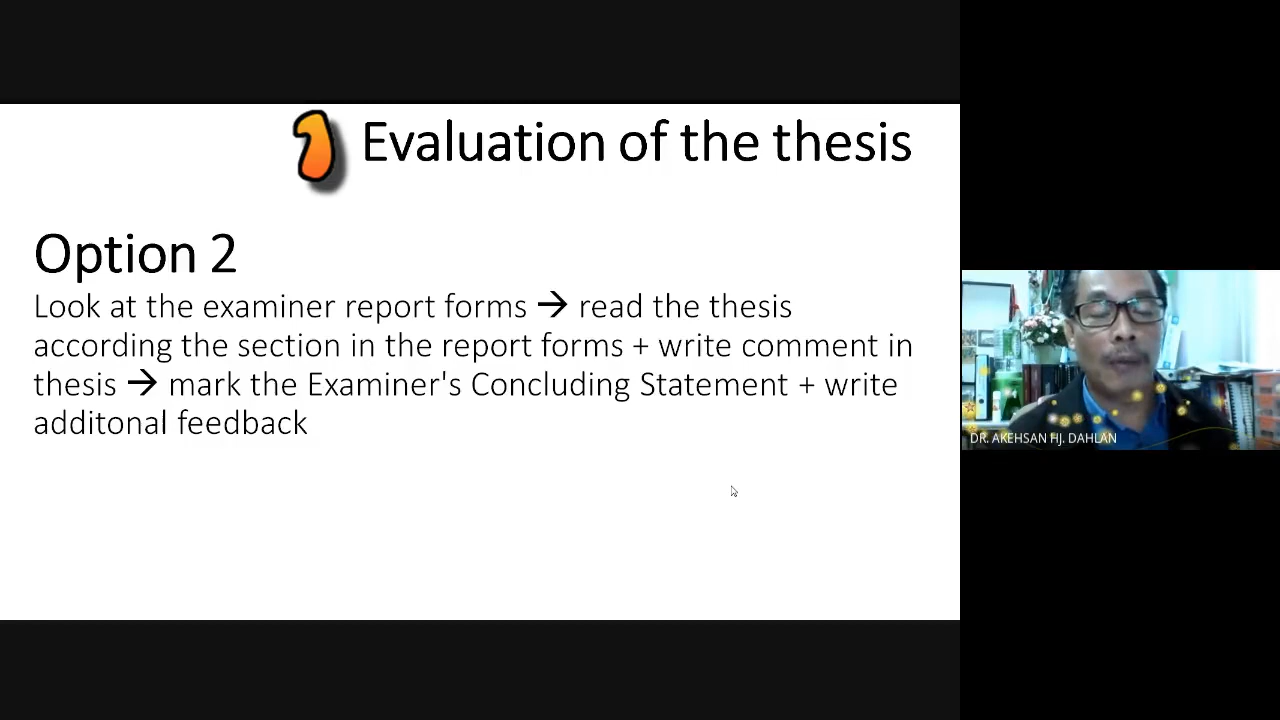 1 Evaluation of the thesis
Option 2
Look at the examiner report forms → read the thesis
according the section in the report forms + write comment in
thesis → mark the Examiner's Concluding Statement + write
additonal feedback
DR. AKEHSAN HJ. DAHLAN